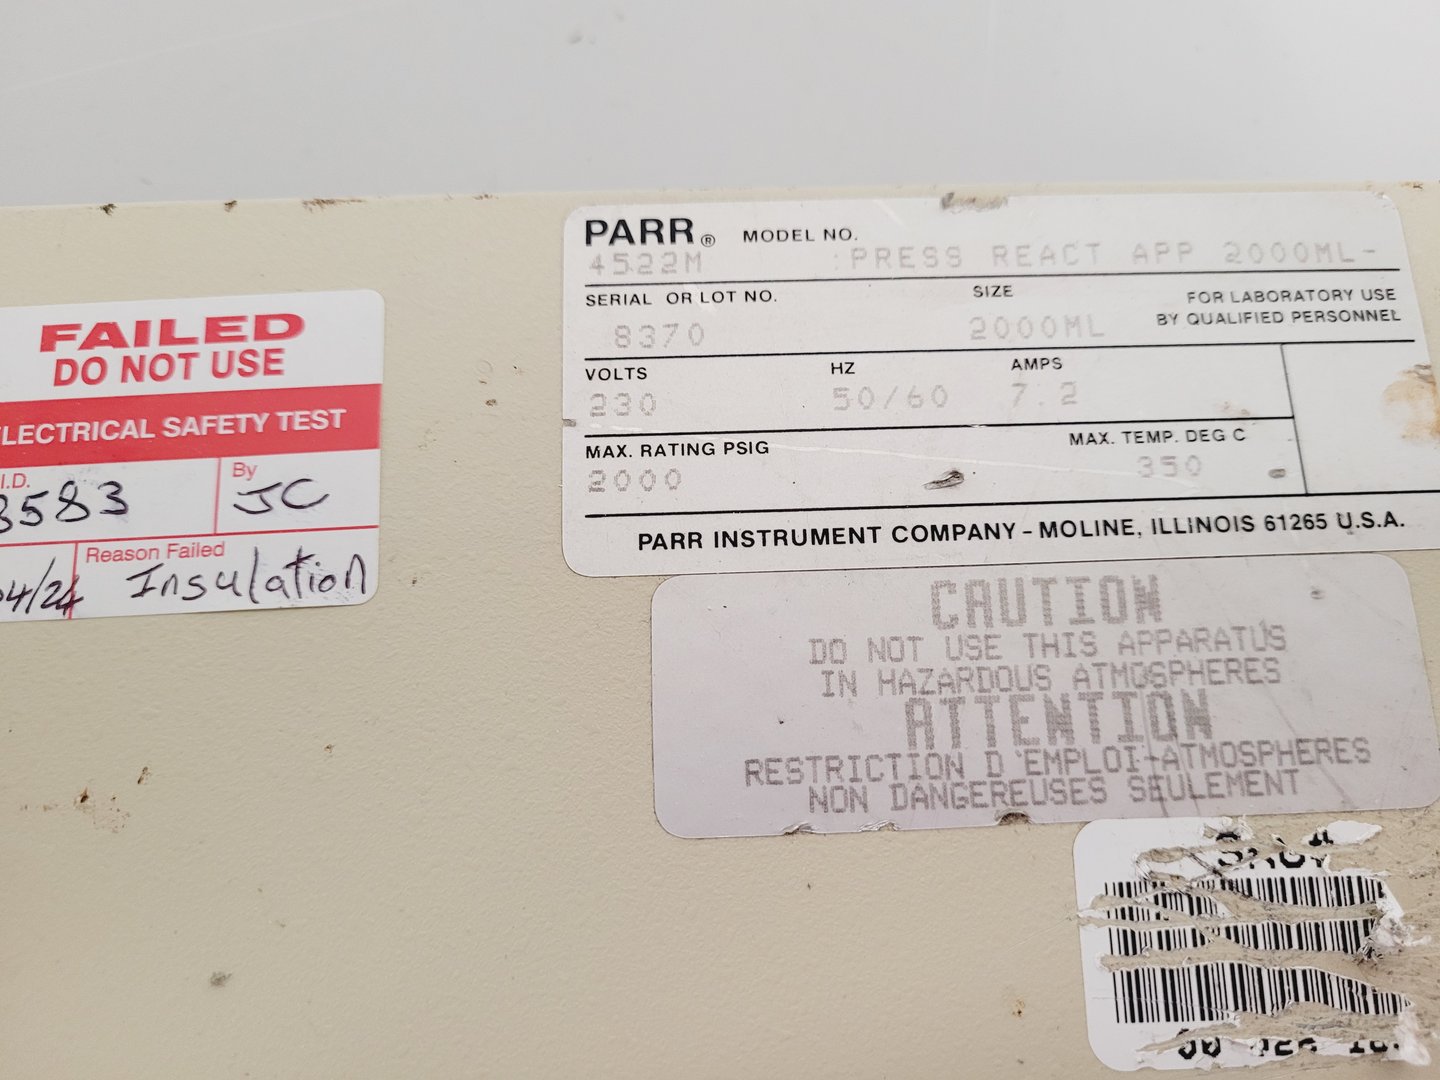 PARR® MODEL NO.
4522M PRESS REACT APP 2000ML-
SERIAL OR LOT NO. SIZE FOR LABORATORY USE
8370 2000ML BY QUALIFIED PERSONNEL
VOLTS HZ AMPS
230 50/60 7.2
MAX. RATING PSIG MAX. TEMP. DEG C
2000 350
PARR INSTRUMENT COMPANY - MOLINE, ILLINOIS 61265 U.S.A.
FAILED
DO NOT USE
ELECTRICAL SAFETY TEST
I.D. By
3583 JC
Reason Failed
04/24 Insulation
CAUTION
DO NOT USE THIS APPARATUS
IN HAZARDOUS ATMOSPHERES
ATTENTION
RESTRICTION D'EMPLOI-ATMOSPHERES
NON DANGEREUSES SEULEMENT